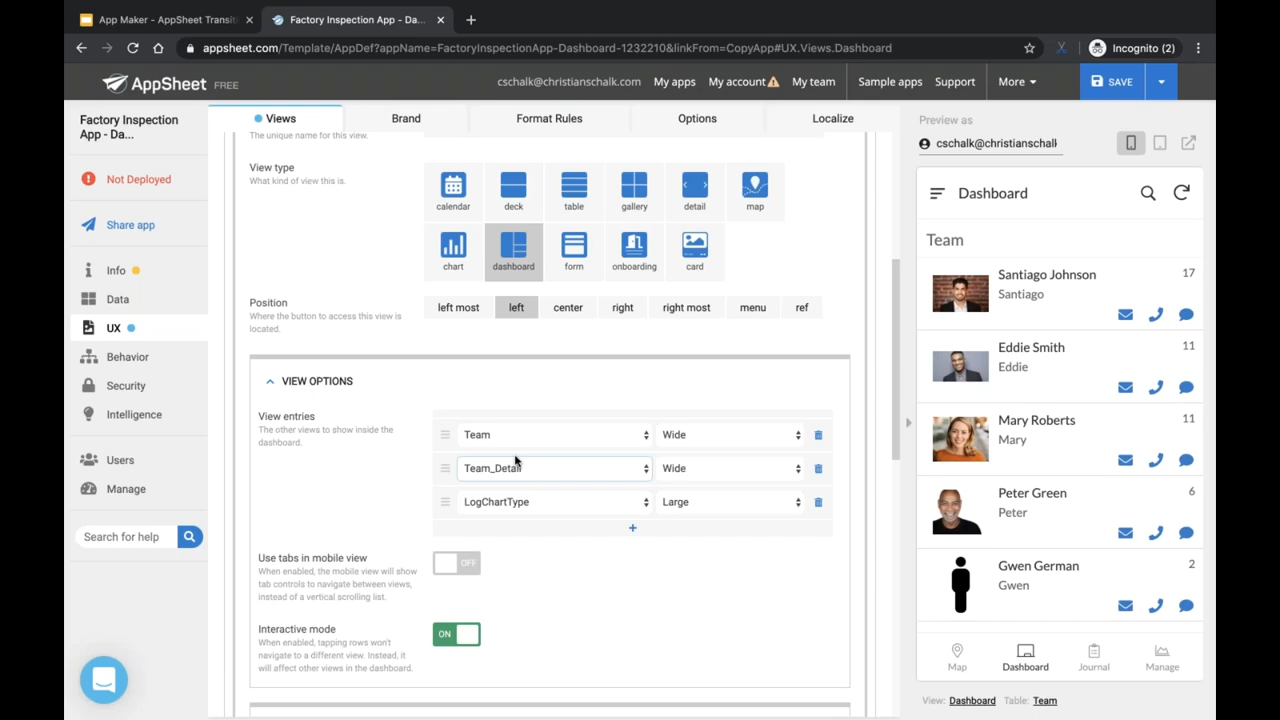 App Maker - AppSheet Transiti
Factory Inspection App - Da...
appsheet.com/Template/AppDef?appName=FactoryInspectionApp-Dashboard-1232210&linkFrom=CopyApp#UX.Views.Dashboard
Incognito (2)
AppSheet FREE
cschalk@christianschalk.com
My apps
My account
My team
Sample apps
Support
More
SAVE
Factory Inspection
App - Da...
Not Deployed
Share app
Info
Data
UX
Behavior
Security
Intelligence
Users
Manage
Search for help
Views
Brand
Format Rules
Options
Localize
The unique name for this view.
View type
What kind of view this is.
calendar
deck
table
gallery
detail
map
chart
dashboard
form
onboarding
card
Position
Where the button to access this view is
located.
left most
left
center
right
right most
menu
ref
VIEW OPTIONS
View entries
The other views to show inside the
dashboard.
Team
Wide
Team_Detail
Wide
LogChartType
Large
+
Use tabs in mobile view
When enabled, the mobile view will show
tab controls to navigate between views,
instead of a vertical scrolling list.
OFF
Interactive mode
When enabled, tapping rows won't
navigate to a different view. Instead, it
will affect other views in the dashboard.
ON
Preview as
cschalk@christianschalk
Dashboard
Team
Santiago Johnson
17
Santiago
Eddie Smith
11
Eddie
Mary Roberts
11
Mary
Peter Green
6
Peter
Gwen German
2
Gwen
Map
Dashboard
Journal
Manage
View: Dashboard Table: Team